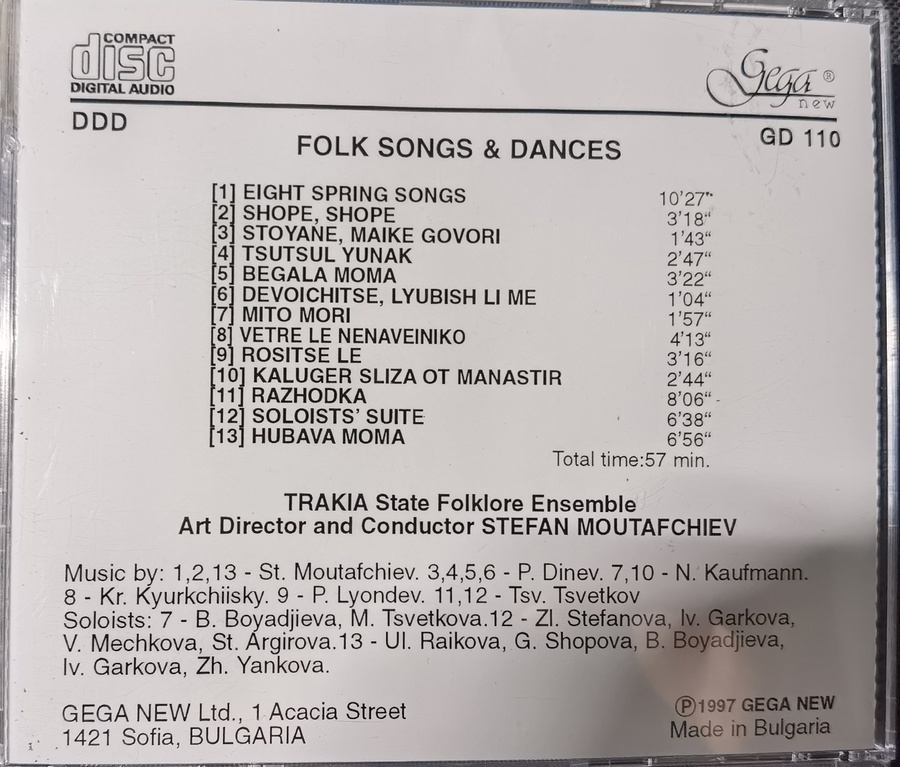 COMPACT
disc
DIGITAL AUDIO
Gega ®
new
DDD
GD 110
FOLK SONGS & DANCES
[1] EIGHT SPRING SONGS 10'27"
[2] SHOPE, SHOPE 3'18"
[3] STOYANE, MAIKE GOVORI 1'43"
[4] TSUTSUL YUNAK 2'47"
[5] BEGALA MOMA 3'22"
[6] DEVOICHITSE, LYUBISH LI ME 1'04"
[7] MITO MORI 1'57"
[8] VETRE LE NENAVEINIKO 4'13"
[9] ROSITSE LE 3'16"
[10] KALUGER SLIZA OT MANASTIR 2'44"
[11] RAZHODKA 8'06"
[12] SOLOISTS' SUITE 6'38"
[13] HUBAVA MOMA 6'56"
Total time:57 min.
TRAKIA State Folklore Ensemble
Art Director and Conductor STEFAN MOUTAFCHIEV
Music by: 1,2,13 - St. Moutafchiev. 3,4,5,6 - P. Dinev. 7,10 - N. Kaufmann.
8 - Kr. Kyurkchiisky. 9 - P. Lyondev. 11,12 - Tsv. Tsvetkov
Soloists: 7 - B. Boyadjieva, M. Tsvetkova.12 - Zl. Stefanova, Iv. Garkova,
V. Mechkova, St. Argirova.13 - Ul. Raikova, G. Shopova, B. Boyadjieva,
Iv. Garkova, Zh. Yankova.
GEGA NEW Ltd., 1 Acacia Street
1421 Sofia, BULGARIA
℗1997 GEGA NEW
Made in Bulgaria